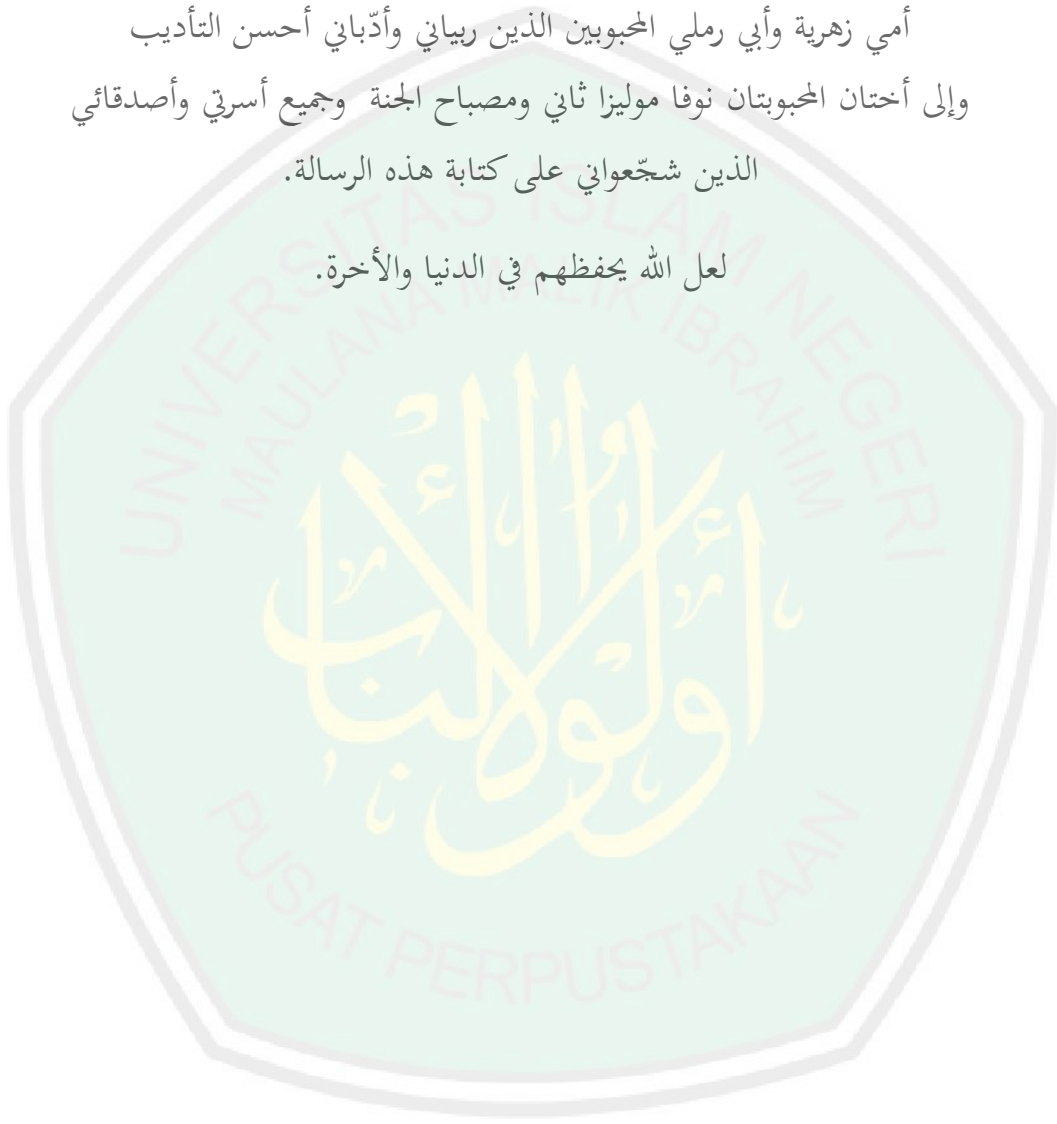 أمي زهرية وأبي رملي المحبوبين الذين ربياني وأدّباني أحسن التأديب
وإلى أختان المحبوبتان نوفا موليزا ثاني ومصباح الجنة وجميع أسرتي وأصدقائي
الذين شجّعواني على كتابة هذه الرسالة.
لعل الله يحفظهم في الدنيا والأخرة.
UNIVERSITAS ISLAM NEGERI
MAULANA MALIK IBRAHIM
أولوا الألباب
PUSAT PERPUSTAKAAN